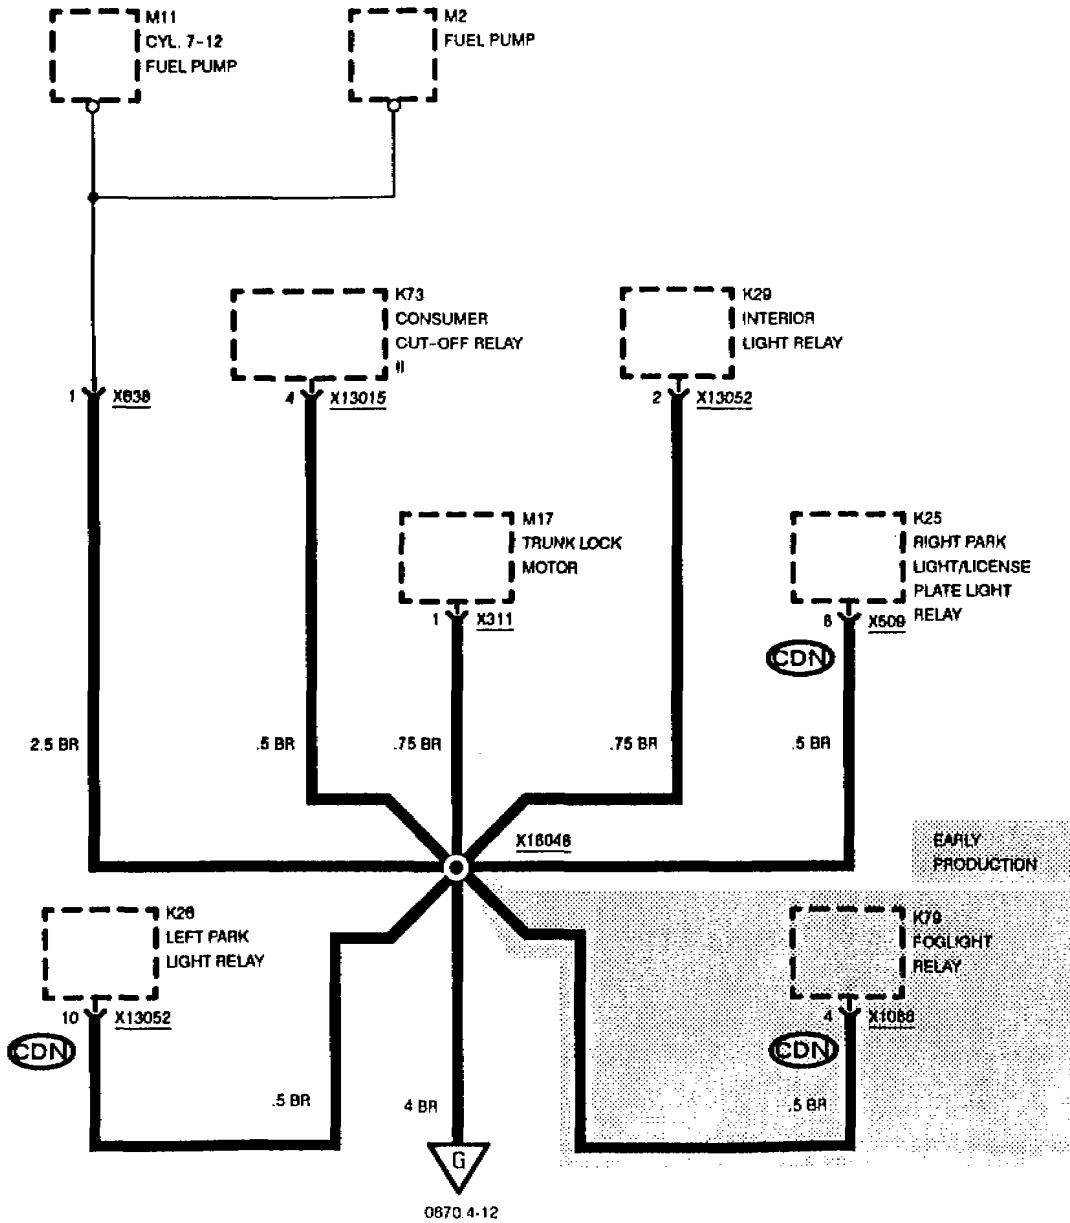 M11
CYL. 7-12
FUEL PUMP
M2
FUEL PUMP
K73
CONSUMER
CUT-OFF RELAY
II
K29
INTERIOR
LIGHT RELAY
1 X638
4 X13015
2 X13052
M17
TRUNK LOCK
MOTOR
K25
RIGHT PARK
LIGHT/LICENSE
PLATE LIGHT
RELAY
1 X311
8 X509
CDN
2.5 BR
.5 BR
.75 BR
.75 BR
.5 BR
X16048
EARLY
PRODUCTION
K26
LEFT PARK
LIGHT RELAY
K79
FOGLIGHT
RELAY
10 X13052
4 X1088
CDN
CDN
.5 BR
4 BR
.5 BR
G
0670.4-12